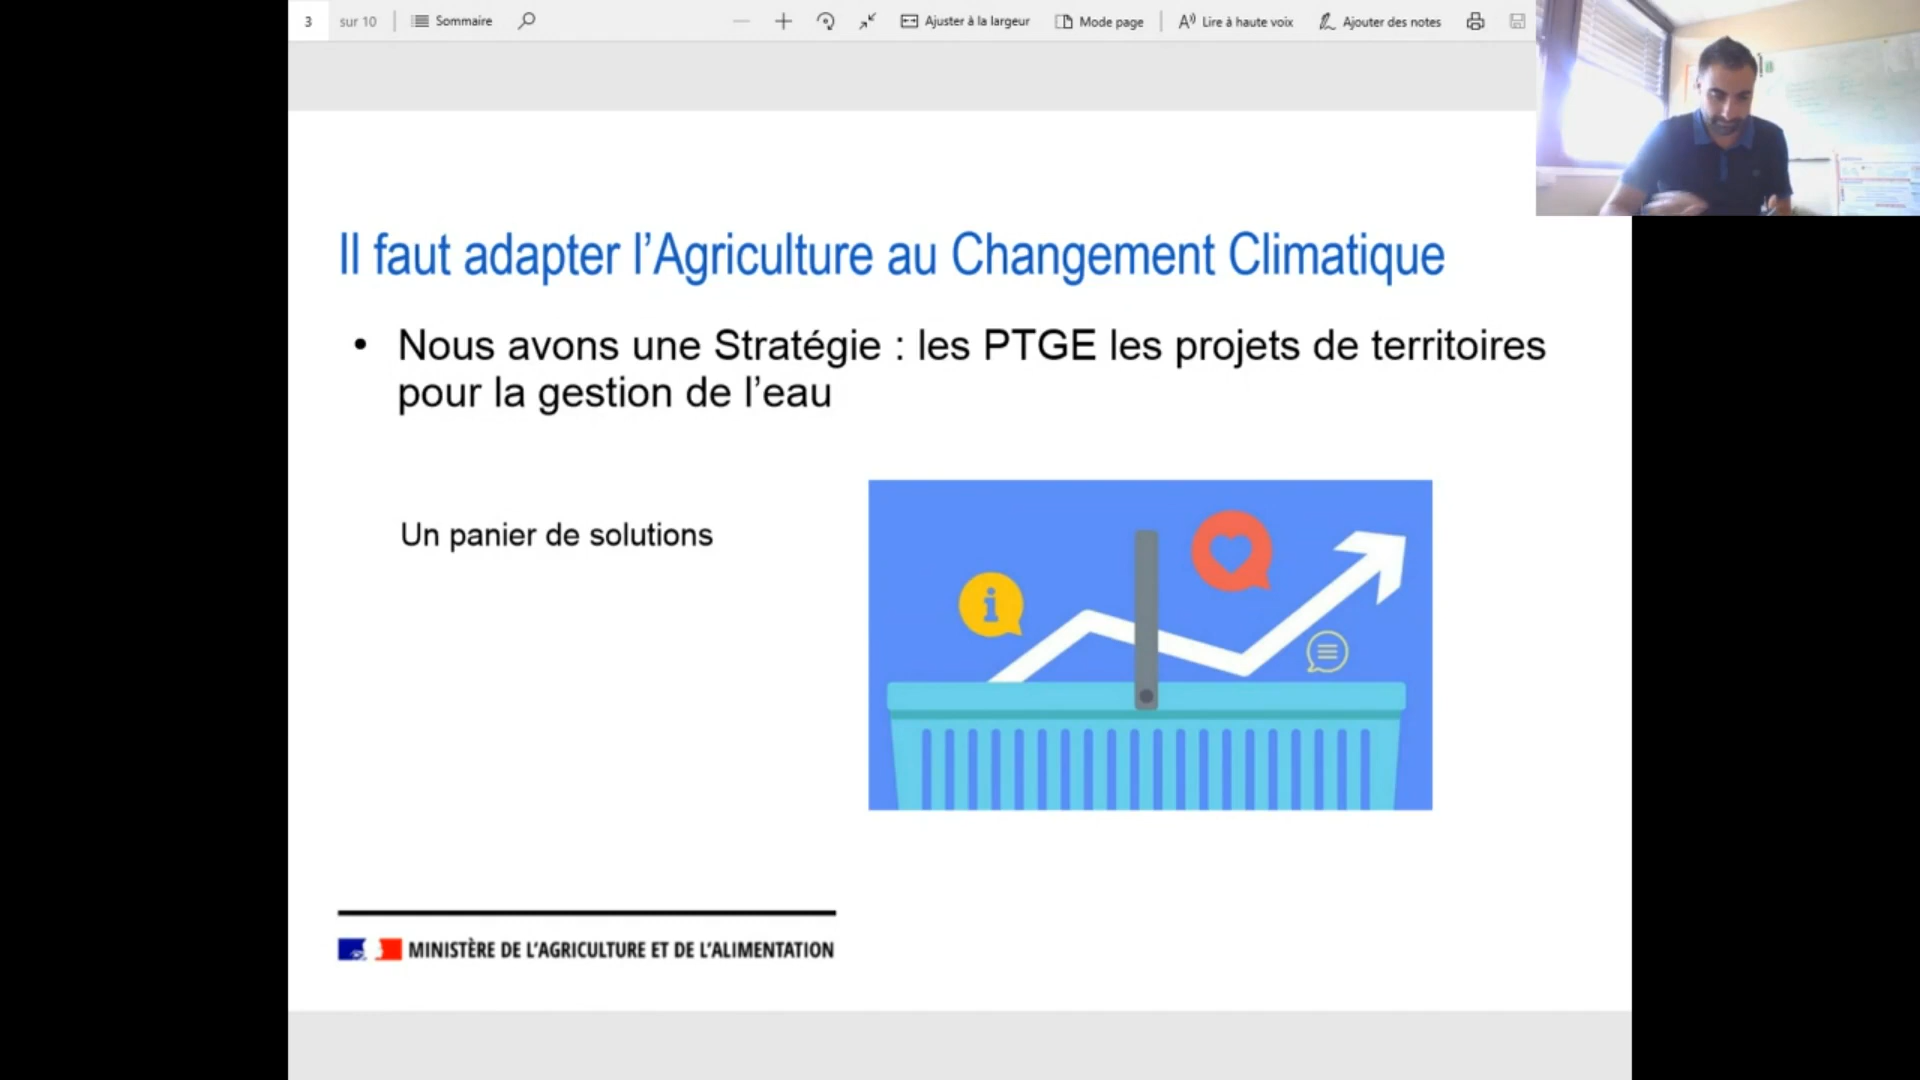 3 sur 10 Sommaire Ajuster à la largeur Mode page Lire à haute voix Ajouter des notes
Il faut adapter l’Agriculture au Changement Climatique
• Nous avons une Stratégie : les PTGE les projets de territoires
pour la gestion de l’eau
Un panier de solutions
MINISTÈRE DE L’AGRICULTURE ET DE L’ALIMENTATION